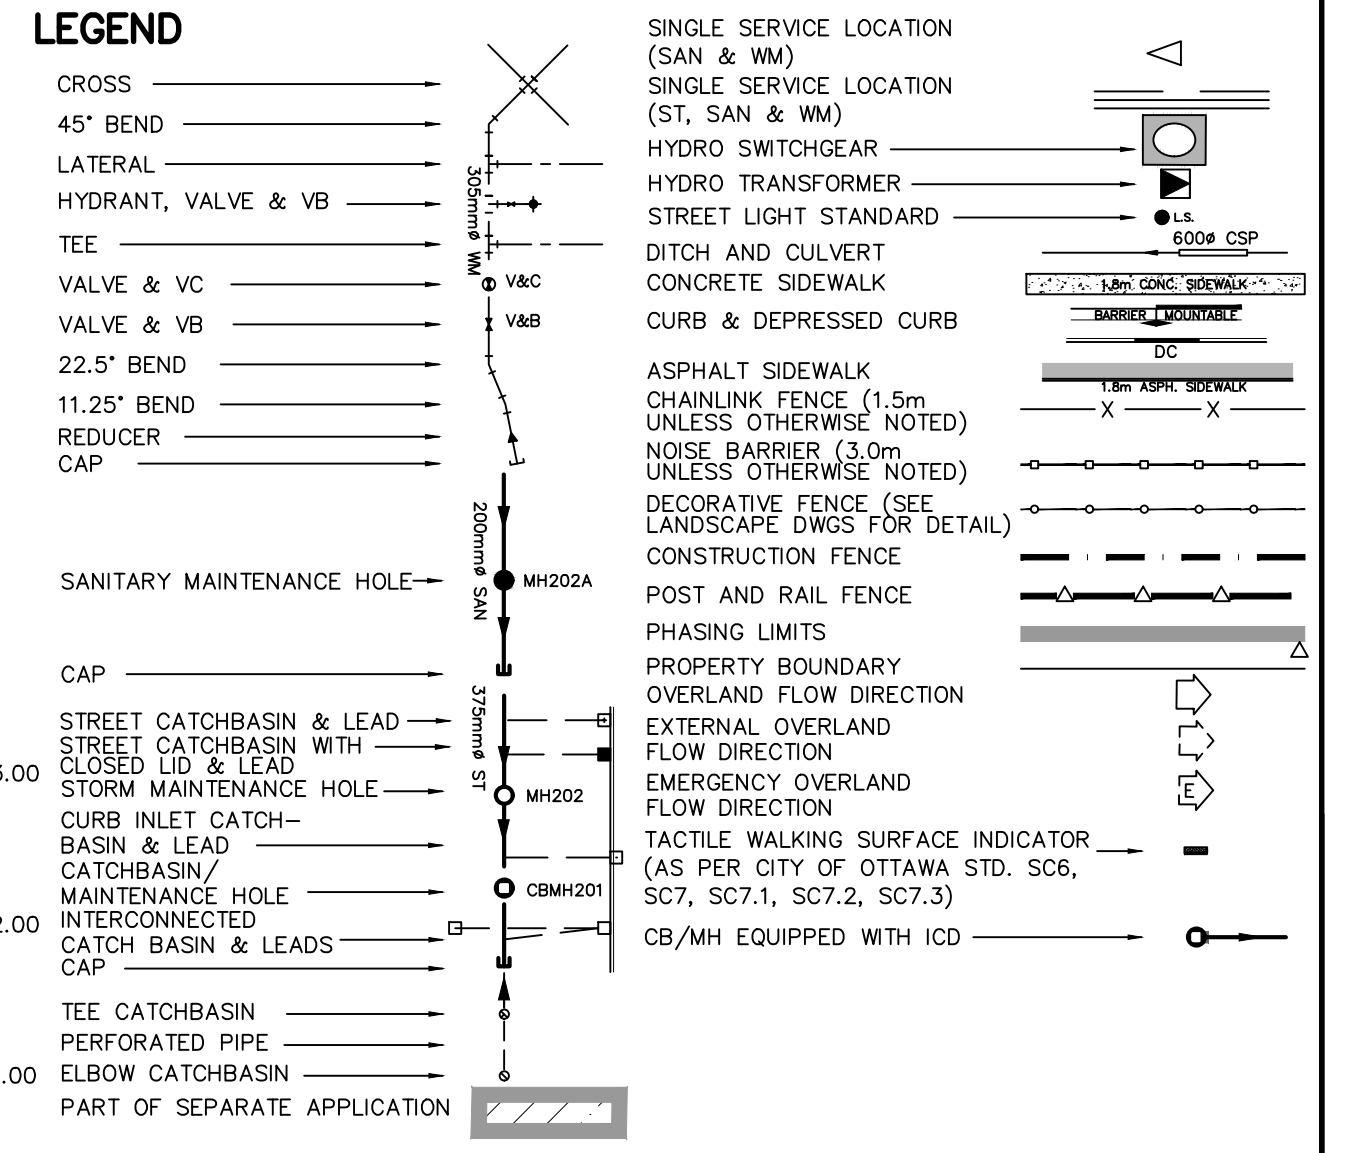 LEGEND
CROSS
45° BEND
LATERAL
HYDRANT, VALVE & VB
TEE
VALVE & VC
VALVE & VB
22.5° BEND
11.25° BEND
REDUCER
CAP
SANITARY MAINTENANCE HOLE
CAP
STREET CATCHBASIN & LEAD
STREET CATCHBASIN WITH
CLOSED LID & LEAD
STORM MAINTENANCE HOLE
CURB INLET CATCH-
BASIN & LEAD
CATCHBASIN/
MAINTENANCE HOLE
INTERCONNECTED
CATCH BASIN & LEADS
CAP
TEE CATCHBASIN
PERFORATED PIPE
ELBOW CATCHBASIN
PART OF SEPARATE APPLICATION
305mmø WM
V&C
V&B
200mmø SAN
MH202A
375mmø ST
MH202
CBMH201
SINGLE SERVICE LOCATION
(SAN & WM)
SINGLE SERVICE LOCATION
(ST, SAN & WM)
HYDRO SWITCHGEAR
HYDRO TRANSFORMER
STREET LIGHT STANDARD
L.S.
DITCH AND CULVERT
600ø CSP
CONCRETE SIDEWALK
1.8m CONC. SIDEWALK
CURB & DEPRESSED CURB
BARRIER MOUNTABLE
DC
ASPHALT SIDEWALK
1.8m ASPH. SIDEWALK
CHAINLINK FENCE (1.5m
UNLESS OTHERWISE NOTED)
NOISE BARRIER (3.0m
UNLESS OTHERWISE NOTED)
DECORATIVE FENCE (SEE
LANDSCAPE DWGS FOR DETAIL)
CONSTRUCTION FENCE
POST AND RAIL FENCE
PHASING LIMITS
PROPERTY BOUNDARY
OVERLAND FLOW DIRECTION
EXTERNAL OVERLAND
FLOW DIRECTION
EMERGENCY OVERLAND
FLOW DIRECTION
E
TACTILE WALKING SURFACE INDICATOR
(AS PER CITY OF OTTAWA STD. SC6,
SC7, SC7.1, SC7.2, SC7.3)
CB/MH EQUIPPED WITH ICD